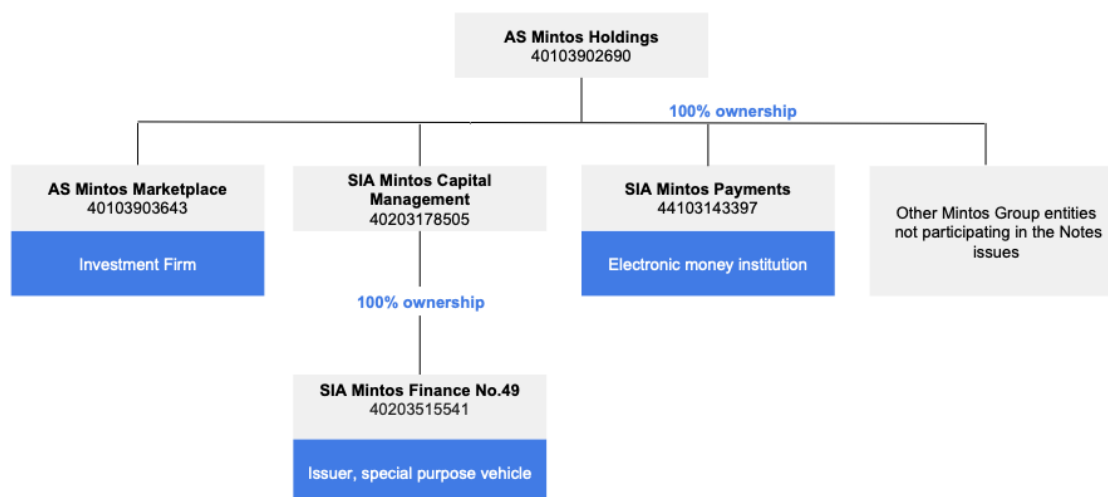 AS Mintos Holdings
40103902690
100% ownership
AS Mintos Marketplace
40103903643
Investment Firm
SIA Mintos Capital
Management
40203178505
SIA Mintos Payments
44103143397
Electronic money institution
Other Mintos Group entities
not participating in the Notes
issues
100% ownership
SIA Mintos Finance No.49
40203515541
Issuer, special purpose vehicle